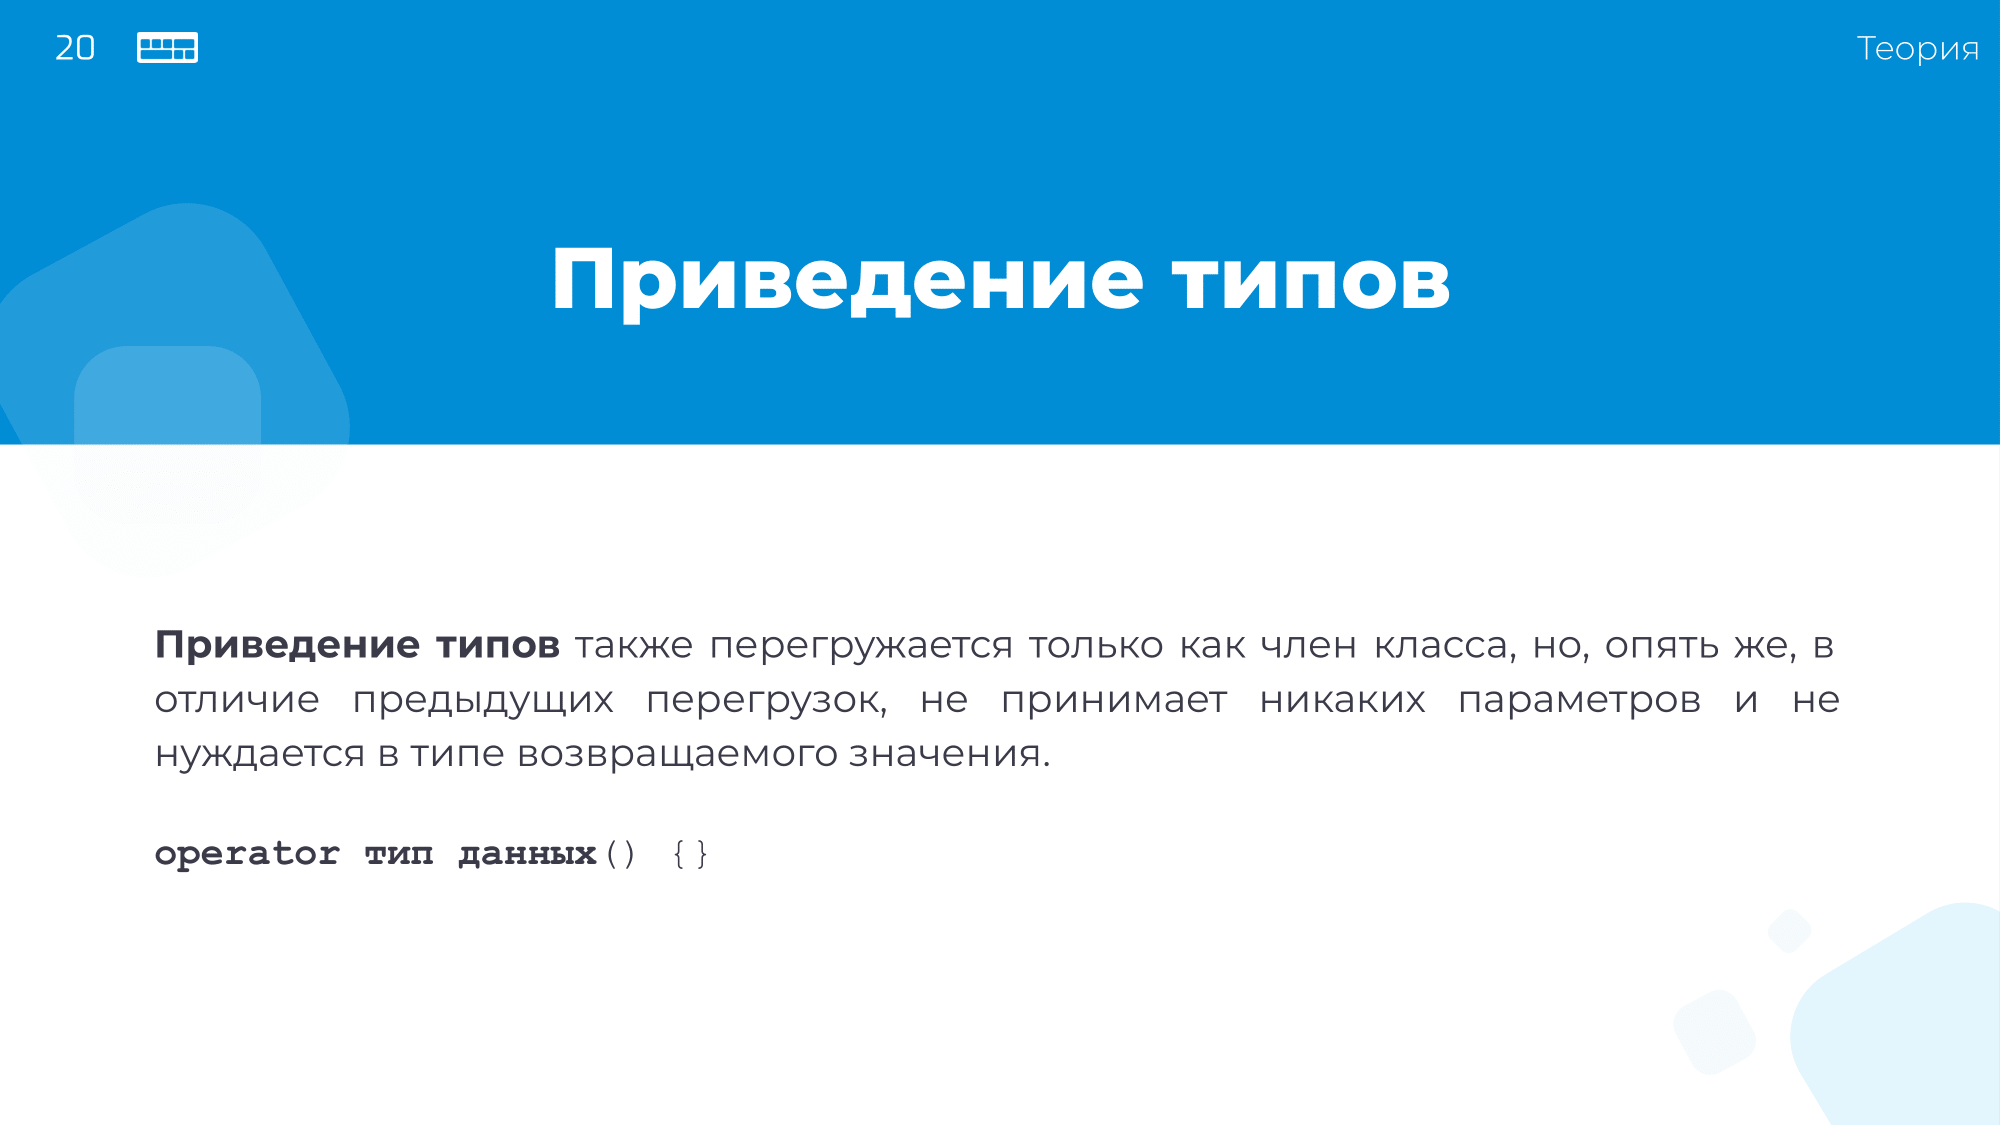 20
Теория
Приведение типов
Приведение типов также перегружается только как член класса, но, опять же, в
отличие предыдущих перегрузок, не принимает никаких параметров и не
нуждается в типе возвращаемого значения.
operator тип данных() {}